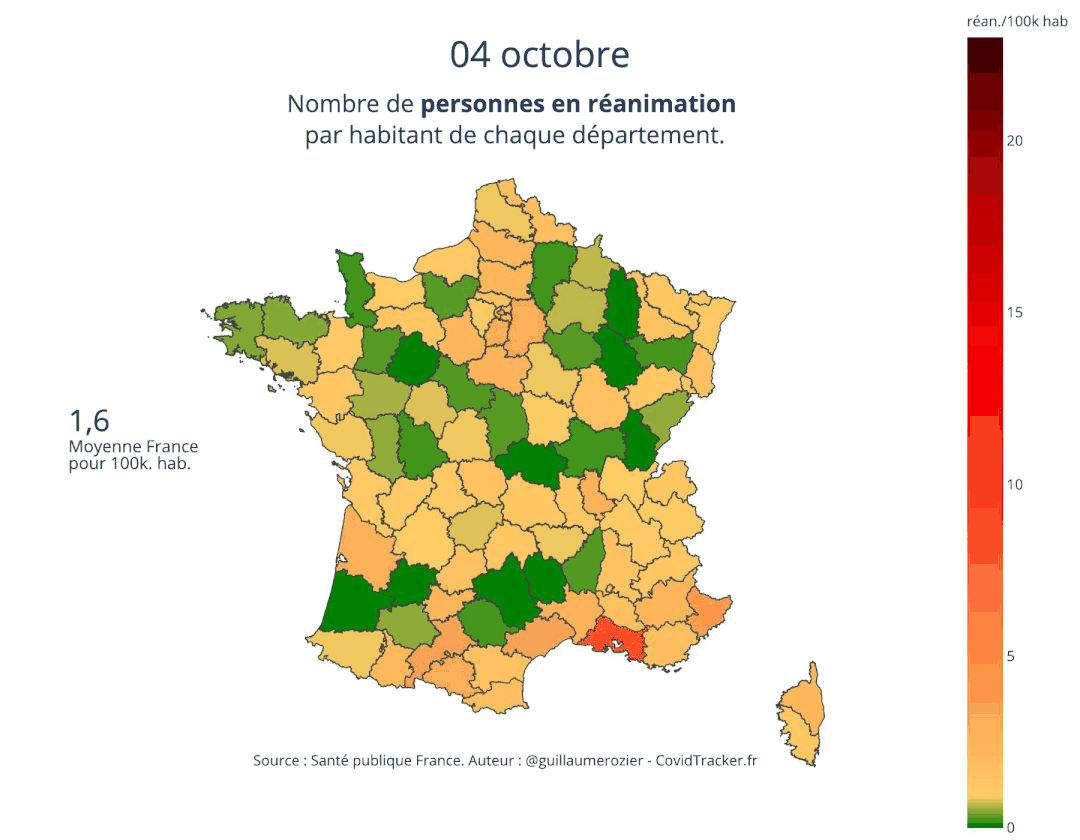 réan./100k hab
04 octobre
Nombre de personnes en réanimation
par habitant de chaque département.
20
15
1,6
Moyenne France
pour 100k. hab.
10
5
Source : Santé publique France. Auteur : @guillaumerozier - CovidTracker.fr
0